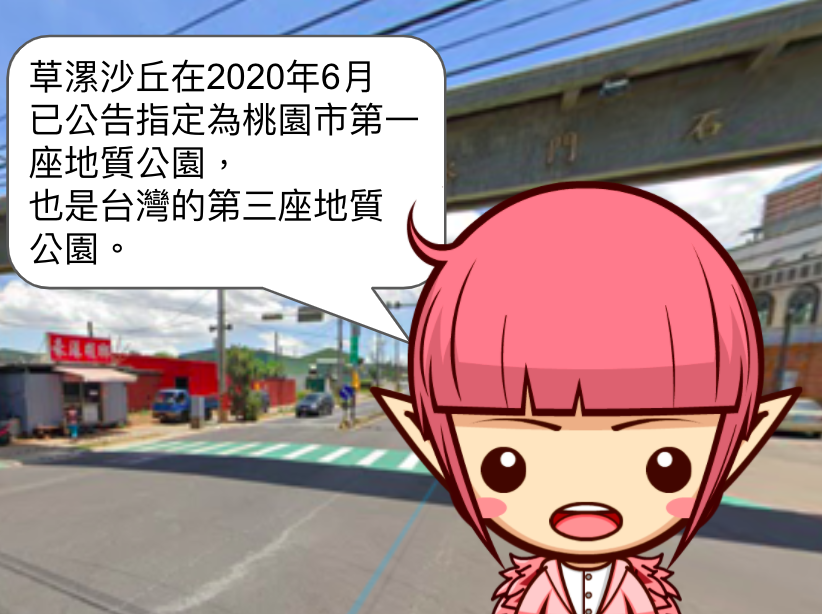 草漯沙丘在2020年6月
已公告指定為桃園市第一
座地質公園，
也是台灣的第三座地質
公園。
門 石